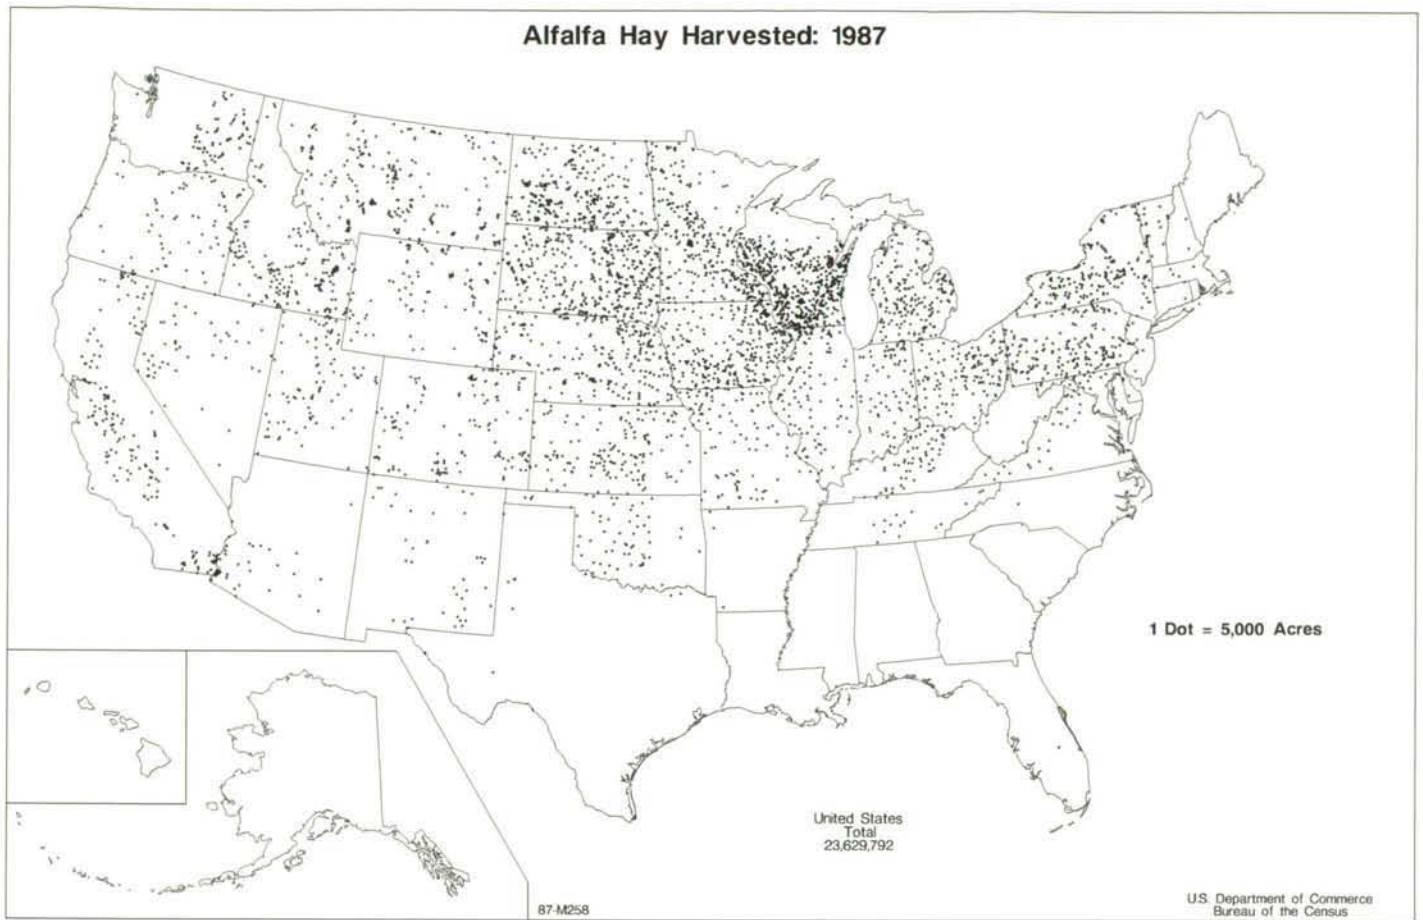 Alfalfa Hay Harvested: 1987
1 Dot = 5,000 Acres
United States
Total
23,629,792
87-M258
U.S. Department of Commerce
Bureau of the Census